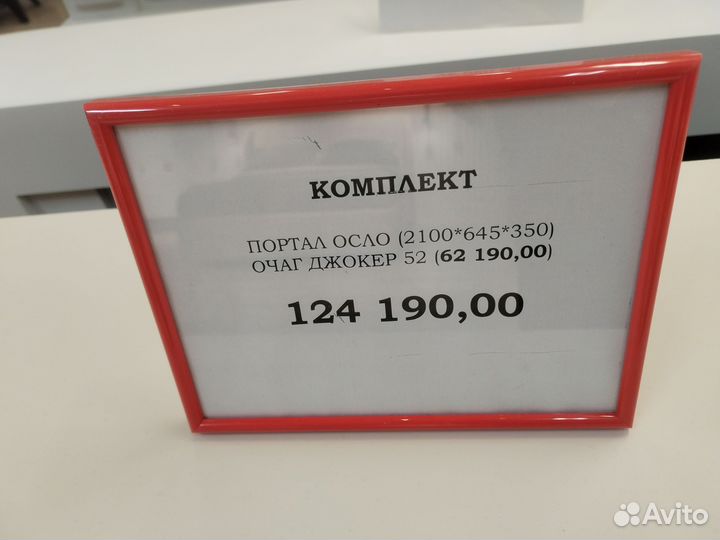 КОМПЛЕКТ
ПОРТАЛ ОСЛО (2100*645*350)
ОЧАГ ДЖОКЕР 52 (62 190,00)
124 190,00
Avito